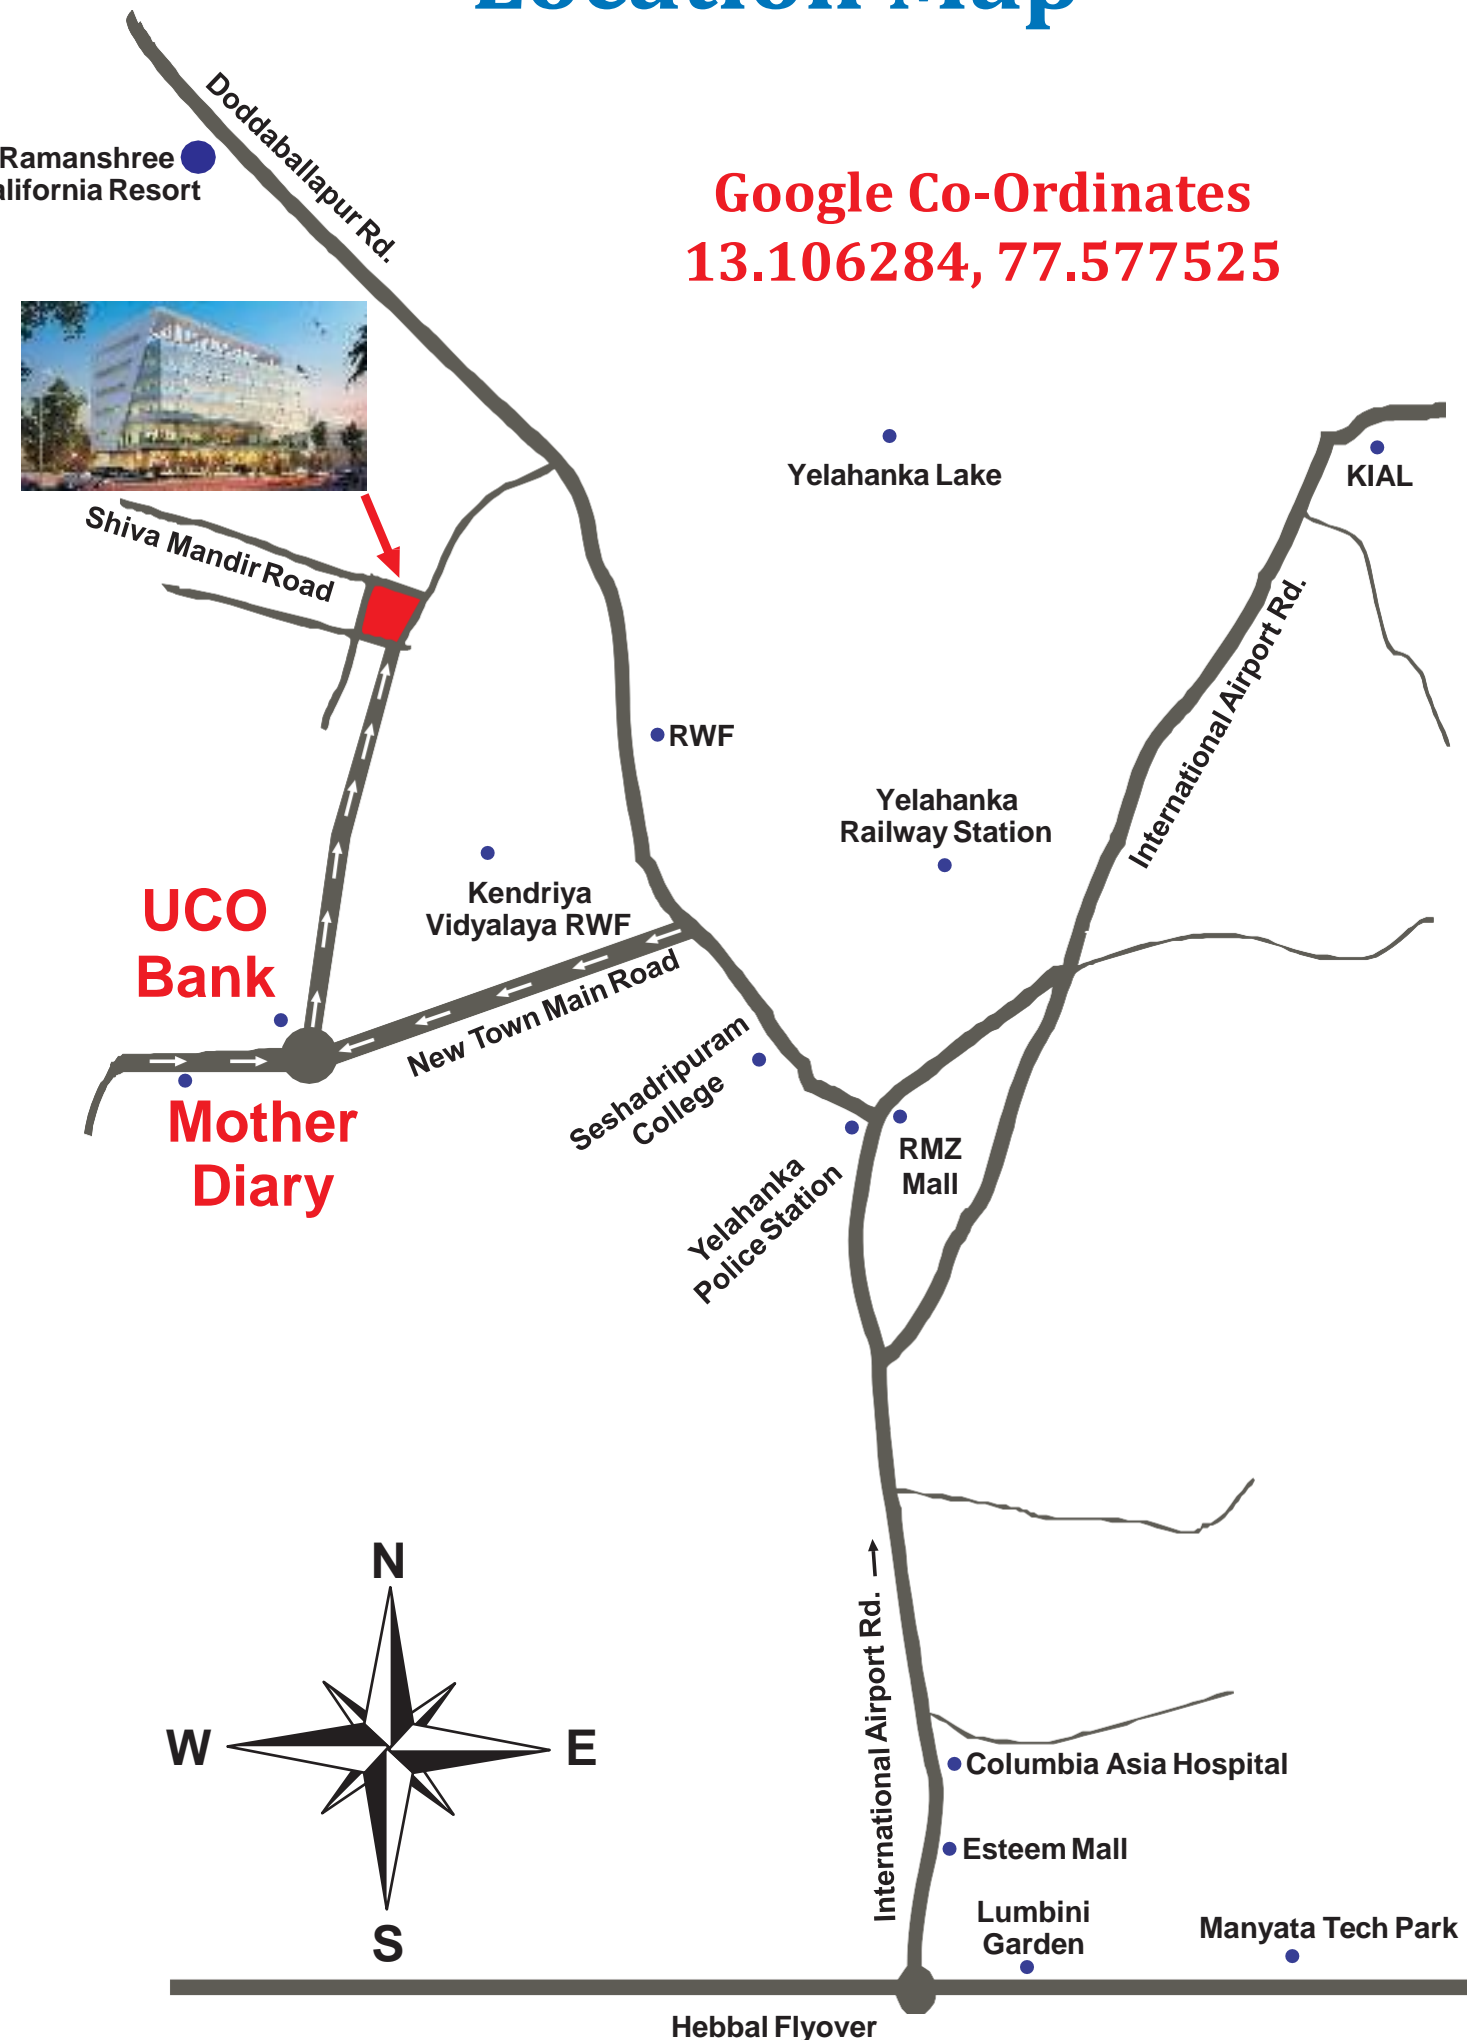 Location Map
Doddaballapur Rd.
Ramanshree
alifornia Resort
Google Co-Ordinates
13.106284, 77.577525
Yelahanka Lake
KIAL
Shiva Mandir Road
International Airport Rd.
RWF
Yelahanka
Railway Station
Kendriya
Vidyalaya RWF
UCO
Bank
New Town Main Road
Seshadripuram
College
Mother
Diary
RMZ
Mall
Yelahanka
Police Station
N
W
E
S
International Airport Rd.
Columbia Asia Hospital
Esteem Mall
Lumbini
Garden
Manyata Tech Park
Hebbal Flyover